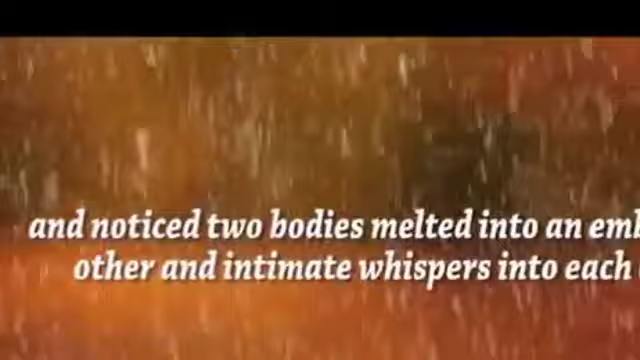 and noticed two bodies melted into an
other and intimate whispers into each